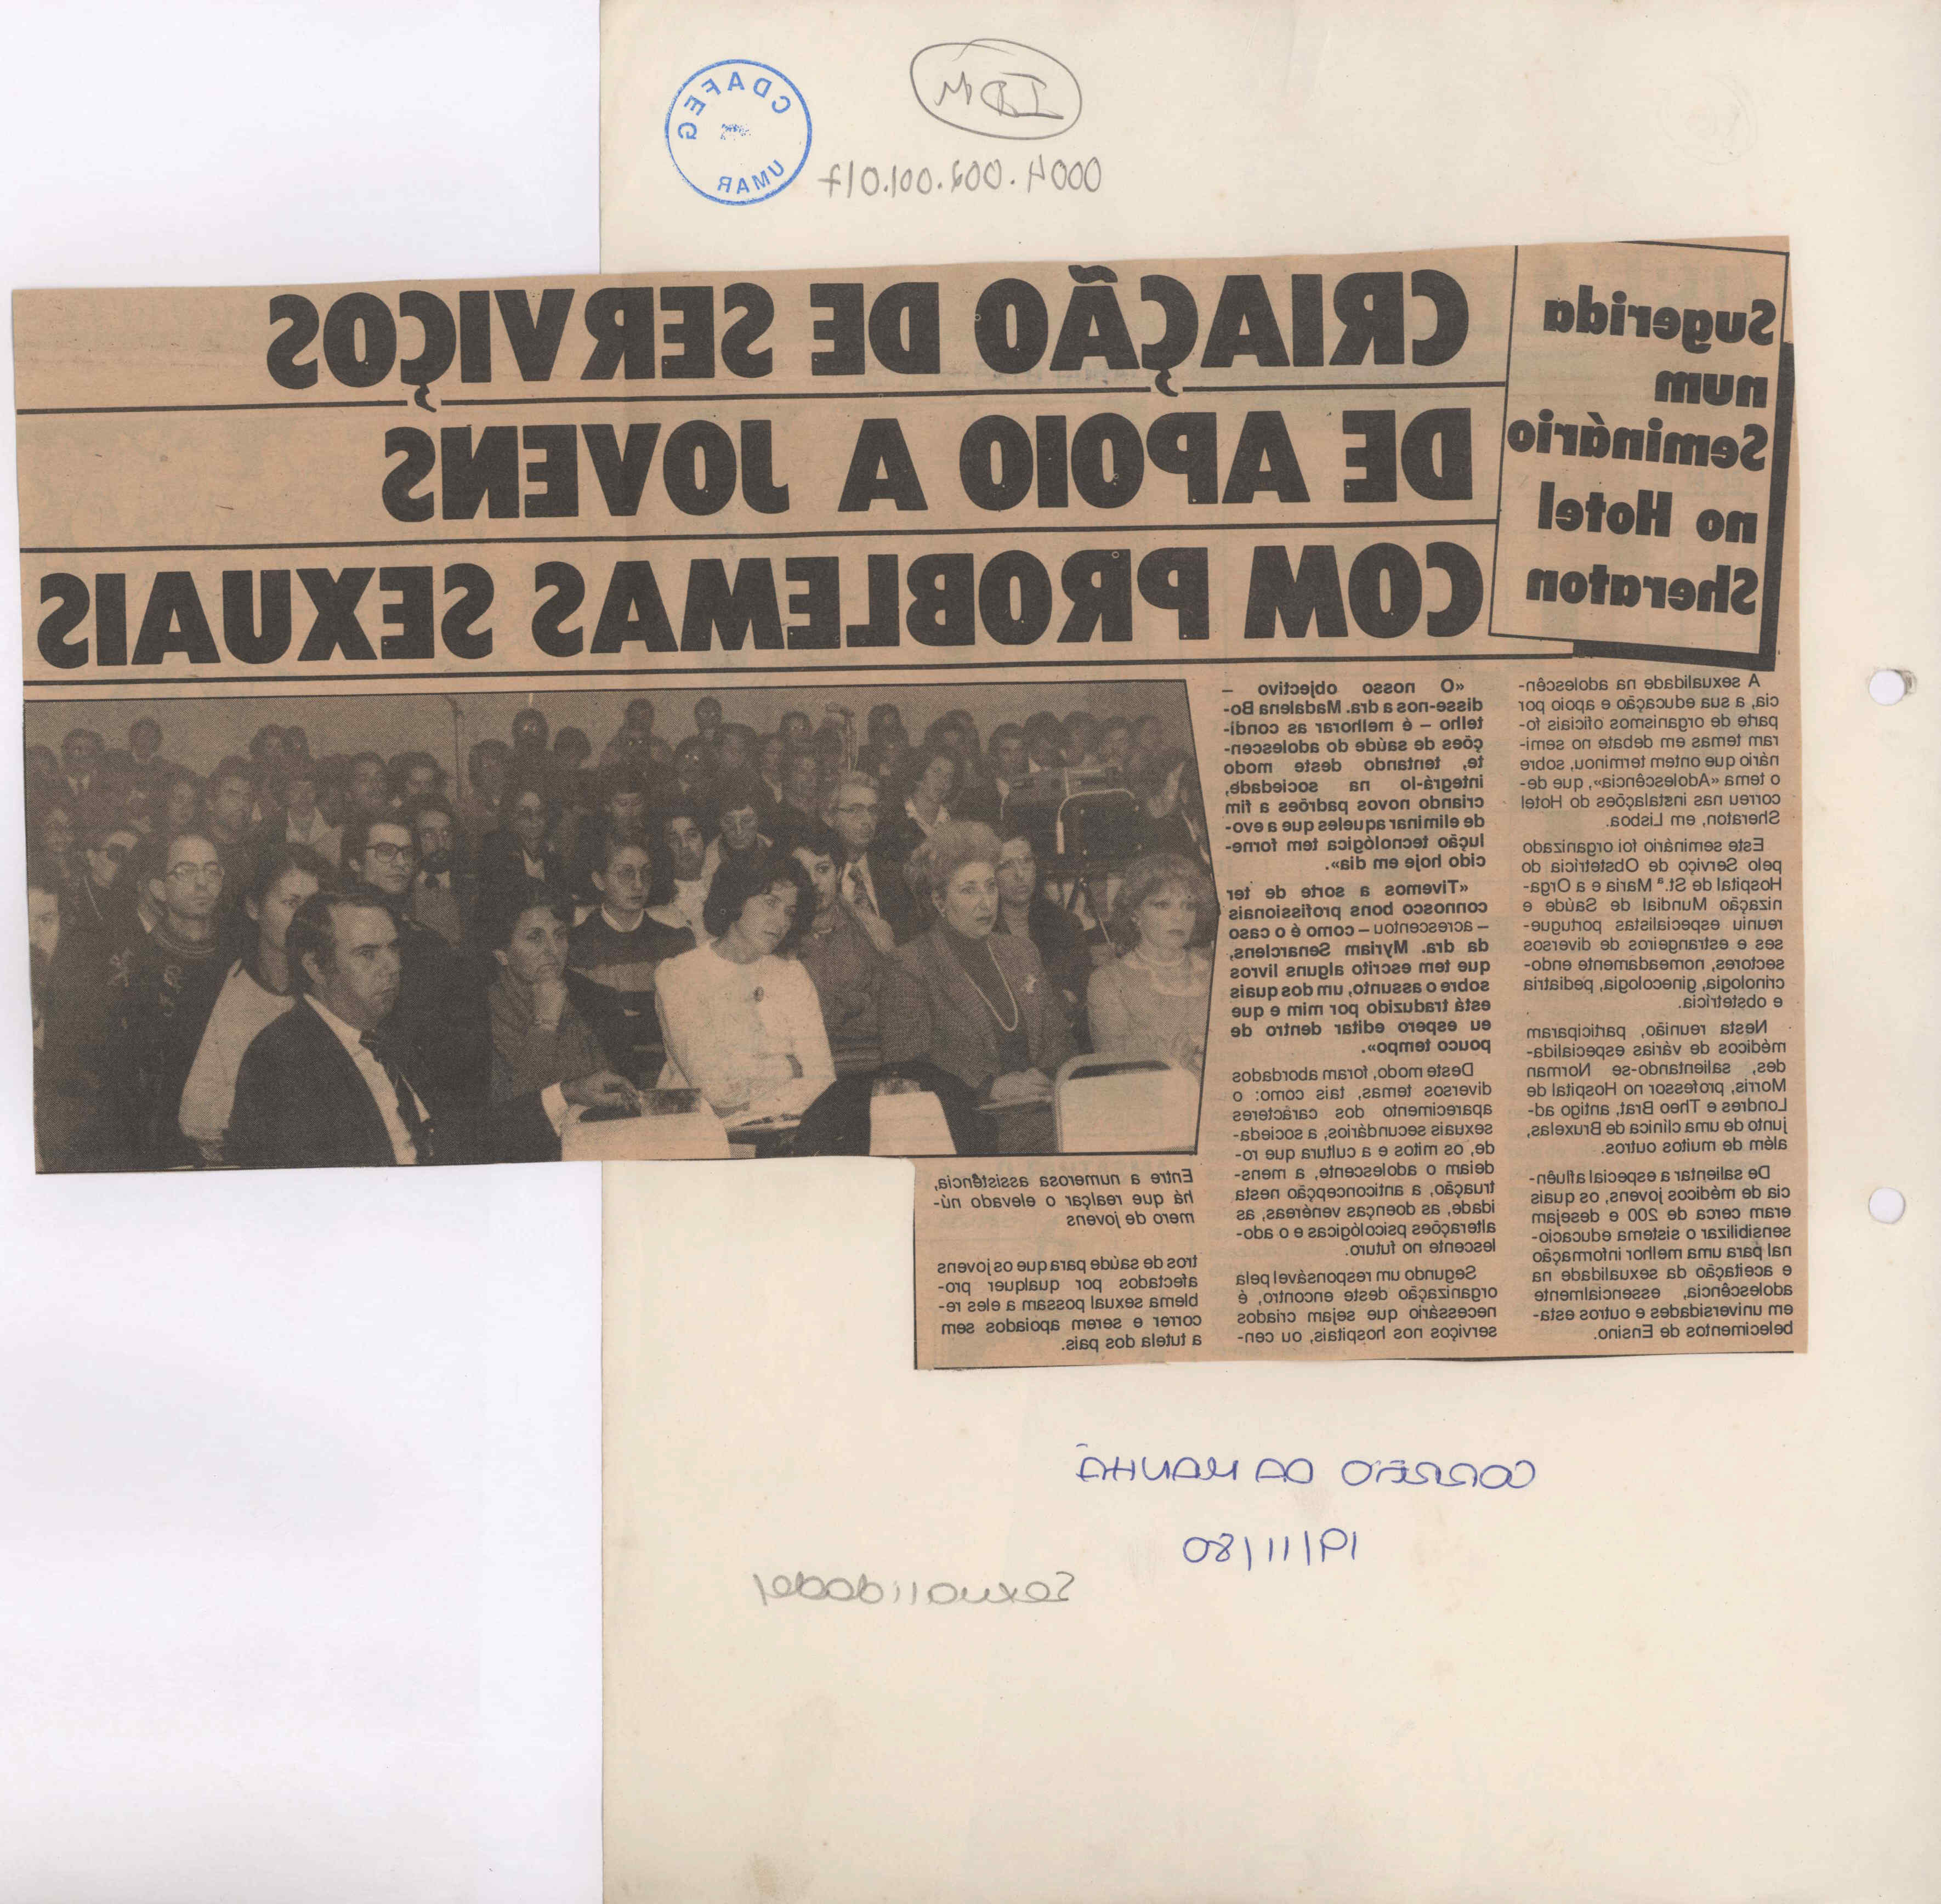 CDAFEG
UMAR
0004.002.001.017
Sugerida
num
Seminário
no Hotel
Sheraton
CRIAÇÃO DE SERVIÇOS
DE APOIO A JOVENS
COM PROBLEMAS SEXUAIS
A sexualidade na adolescên-
cia, a sua educação e apoio por
parte de organismos oficiais fo-
ram temas em debate no semi-
nário que ontem terminou, sobre
o tema «Adolescência», que de-
correu nas instalações do Hotel
Sheraton, em Lisboa.
Este seminário foi organizado
pelo Serviço de Obstetrícia do
Hospital de St.ª Maria e a Orga-
nização Mundial de Saúde e
reuniu especialistas portugue-
ses e estrangeiros de diversos
sectores, nomeadamente endo-
crinologia, ginecologia, pediatria
e obstetrícia.
Nesta reunião, participaram
médicos de várias especialida-
des, salientando-se Norman
Morris, professor no Hospital de
Londres e Theo Brat, antigo ad-
junto de uma clínica de Bruxelas,
além de muitos outros.
De salientar a especial afluên-
cia de médicos jovens, os quais
eram cerca de 200 e desejam
sensibilizar o sistema educacio-
nal para uma melhor informação
e aceitação da sexualidade na
adolescência, essencialmente
em universidades e outros esta-
belecimentos de Ensino.
«O nosso objectivo –
disse-nos a dra. Madalena Bo-
telho – é melhorar as condi-
ções de saúde do adolescen-
te, tentando deste modo
integrá-lo na sociedade,
criando novos padrões a fim
de eliminar aqueles que a evo-
lução tecnológica tem forne-
cido hoje em dia».
«Tivemos a sorte de ter
connosco bons profissionais
– acrescentou – como é o caso
da dra. Myriam Senarclens,
que tem escrito alguns livros
sobre o assunto, um dos quais
está traduzido por mim e que
eu espero editar dentro de
pouco tempo».
Deste modo, foram abordados
diversos temas, tais como: o
aparecimento dos carácteres
sexuais secundários, a socieda-
de, os mitos e a cultura que ro-
deiam o adolescente, a mens-
truação, a anticoncepção nesta
idade, as doenças venéreas, as
alterações psicológicas e o ado-
lescente no futuro.
Segundo um responsável pela
organização deste encontro, é
necessário que sejam criados
serviços nos hospitais, ou cen-
Entre a numerosa assistência,
há que realçar o elevado nú-
mero de jovens
tros de saúde para que os jovens
afectados por qualquer pro-
blema sexual possam a eles re-
correr e serem apoiados sem
a tutela dos pais.
CORREIO DA MANHÃ
19/11/80
Sexualidade